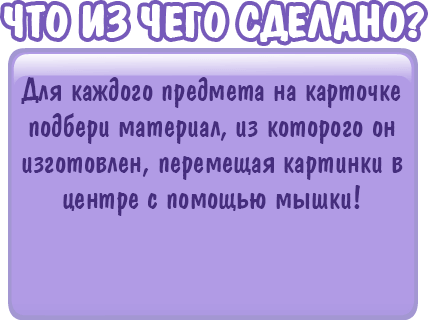 ЧТО ИЗ ЧЕГО СДЕЛАНО?
Для каждого предмета на карточке
подбери материал, из которого он
изготовлен, перемещая картинки в
центре с помощью мышки!